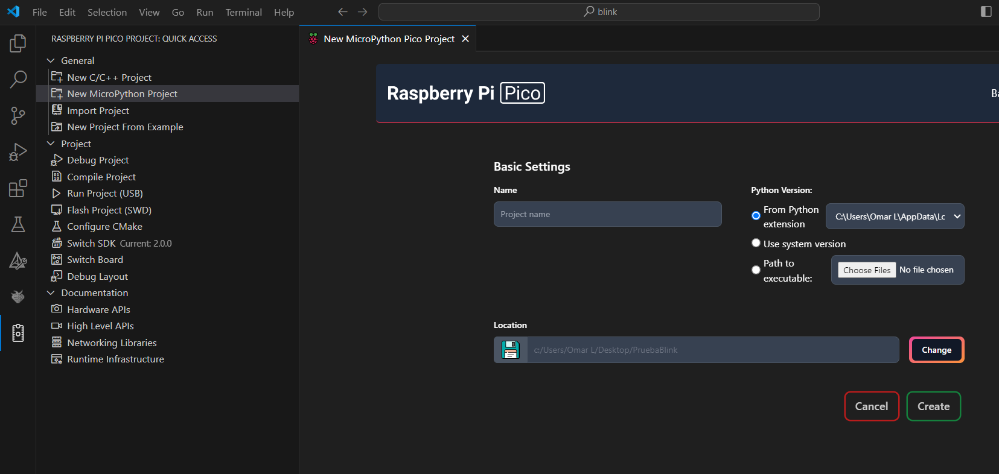 File Edit Selection View Go Run Terminal Help
blink
RASPBERRY PI PICO PROJECT: QUICK ACCESS
General
New C/C++ Project
New MicroPython Project
Import Project
New Project From Example
Project
Debug Project
Compile Project
Run Project (USB)
Flash Project (SWD)
Configure CMake
Switch SDK Current: 2.0.0
Switch Board
Debug Layout
Documentation
Hardware APIs
High Level APIs
Networking Libraries
Runtime Infrastructure
New MicroPython Pico Project
Raspberry Pi Pico
Ba
Basic Settings
Name
Project name
Python Version:
From Python
extension
C:\Users\Omar L\AppData\Lc
Use system version
Path to
executable:
Choose Files No file chosen
Location
c:/Users/Omar L/Desktop/PruebaBlink
Change
Cancel
Create